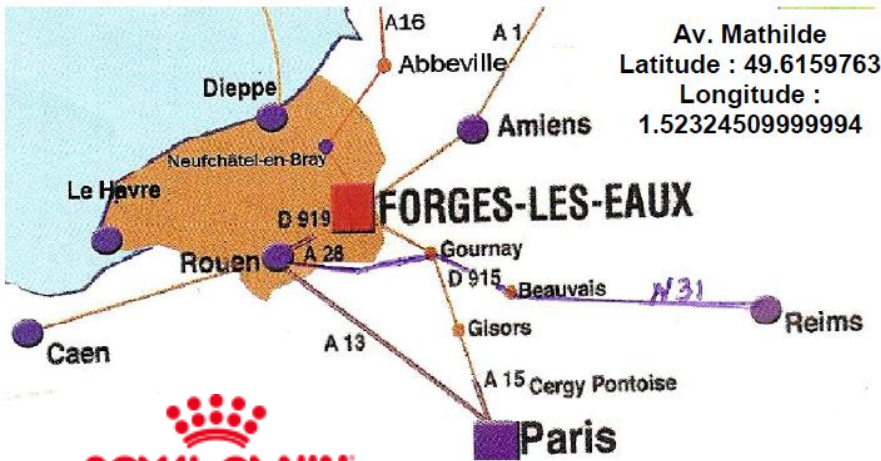 A16
A 1
Av. Mathilde
Latitude : 49.6159763
Longitude :
1.52324509999994
Abbeville
Dieppe
Amiens
Neufchâtel-en-Bray
Le Havre
FORGES-LES-EAUX
D 919
Rouen
A 28
Gournay
D 915
Beauvais
N31
Reims
Gisors
Caen
A 13
A 15 Cergy Pontoise
Paris